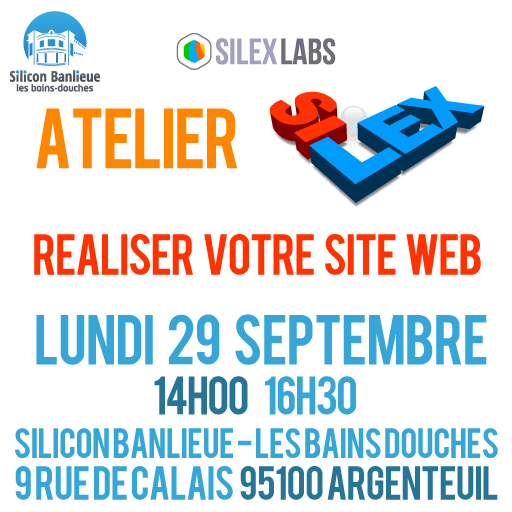 Silicon Banlieue
les bains-douches
SILEX LABS
ATELIER
SILEX
REALISER VOTRE SITE WEB
LUNDI 29 SEPTEMBRE
14H00 16H30
SILICON BANLIEUE - LES BAINS DOUCHES
9 RUE DE CALAIS 95100 ARGENTEUIL